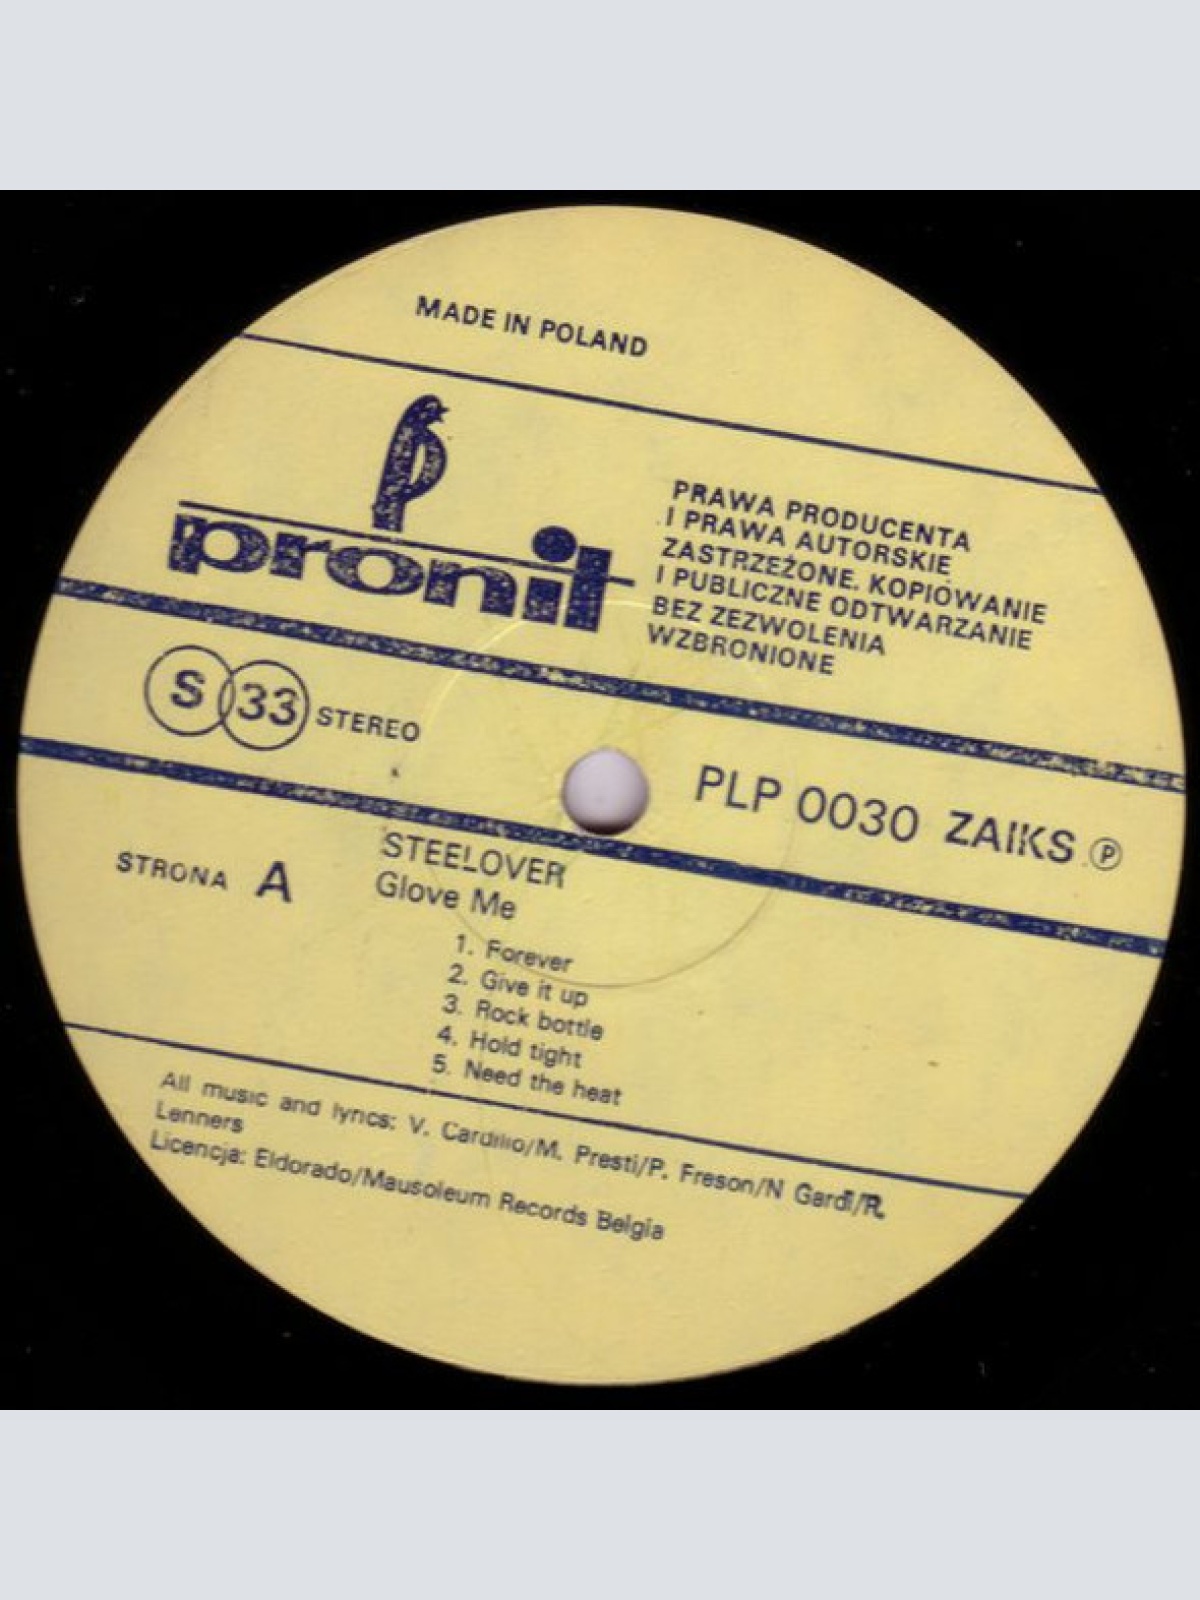 MADE IN POLAND
pronit
PRAWA PRODUCENTA
I PRAWA AUTORSKIE
ZASTRZEŻONE. KOPIOWANIE
I PUBLICZNE ODTWARZANIE
BEZ ZEZWOLENIA
WZBRONIONE
S 33 STEREO
PLP 0030 ZAIKS ℗
STRONA A
STEELOVER
Glove Me
1. Forever
2. Give it up
3. Rock bottle
4. Hold tight
5. Need the heat
All music and lyrics: V. Cardillo/M. Presti/P. Freson/N Gardi/R.
Lenners
Licencja: Eldorado/Mausoleum Records Belgia